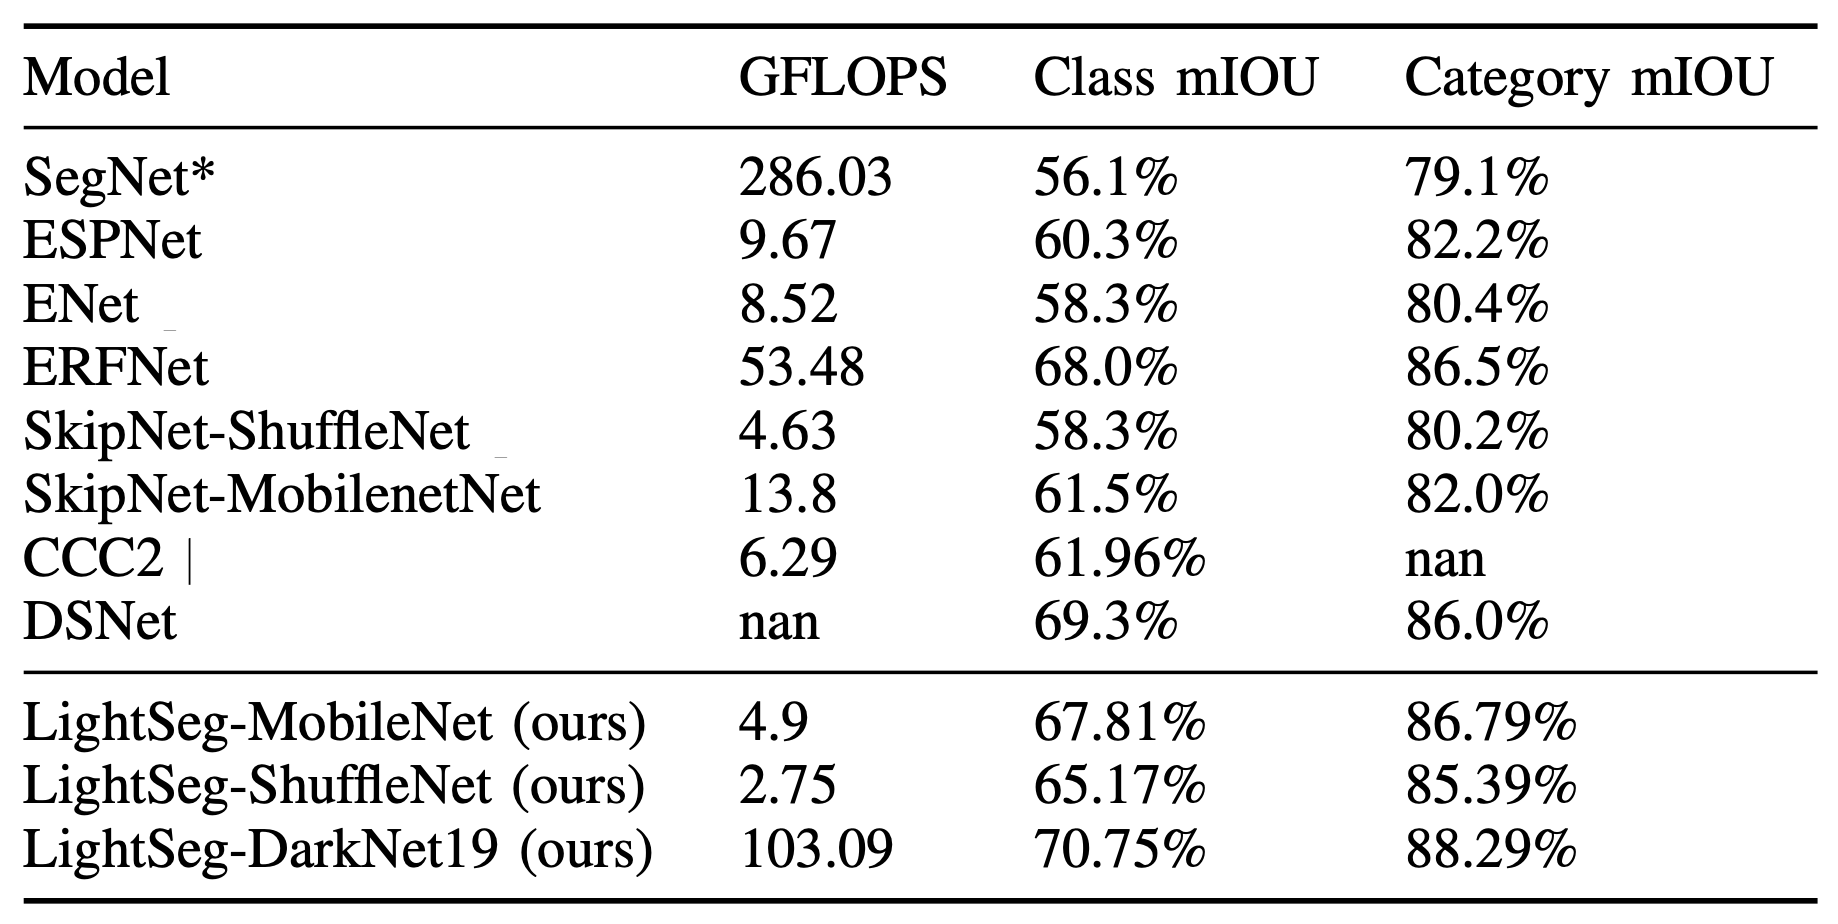 Model GFLOPS Class mIOU Category mIOU
SegNet* 286.03 56.1% 79.1%
ESPNet 9.67 60.3% 82.2%
ENet 8.52 58.3% 80.4%
ERFNet 53.48 68.0% 86.5%
SkipNet-ShuffleNet 4.63 58.3% 80.2%
SkipNet-MobilenetNet 13.8 61.5% 82.0%
CCC2 | 6.29 61.96% nan
DSNet nan 69.3% 86.0%
LightSeg-MobileNet (ours) 4.9 67.81% 86.79%
LightSeg-ShuffleNet (ours) 2.75 65.17% 85.39%
LightSeg-DarkNet19 (ours) 103.09 70.75% 88.29%